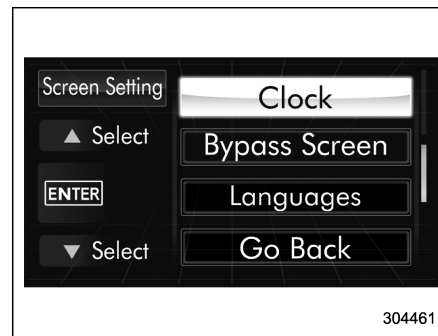 Screen Setting
Clock
▲ Select
Bypass Screen
ENTER
Languages
▼ Select
Go Back
304461